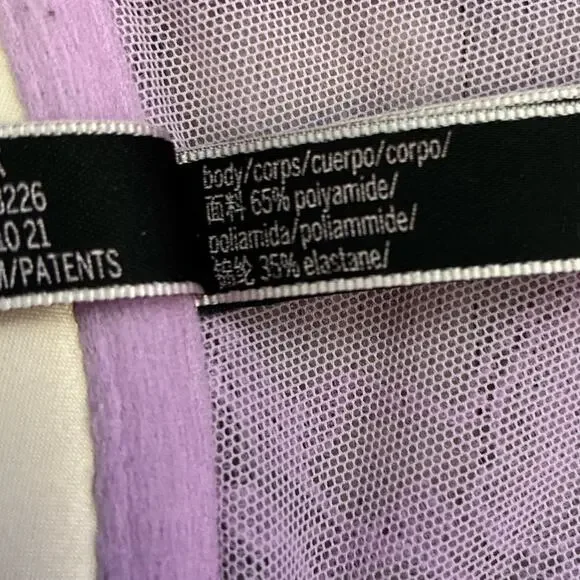 3226
10 21
M/PATENTS
body/corps/cuerpo/corpo/
面料 65% polyamide/
poliamida/poliammide/
锦纶 35% elastane/